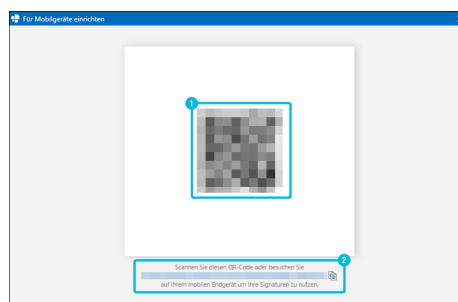 Für Mobilgeräte einrichten
1
2
Scannen Sie diesen QR-Code oder besuchen Sie
auf Ihrem mobilen Endgerät um Ihre Signaturen zu nutzen.